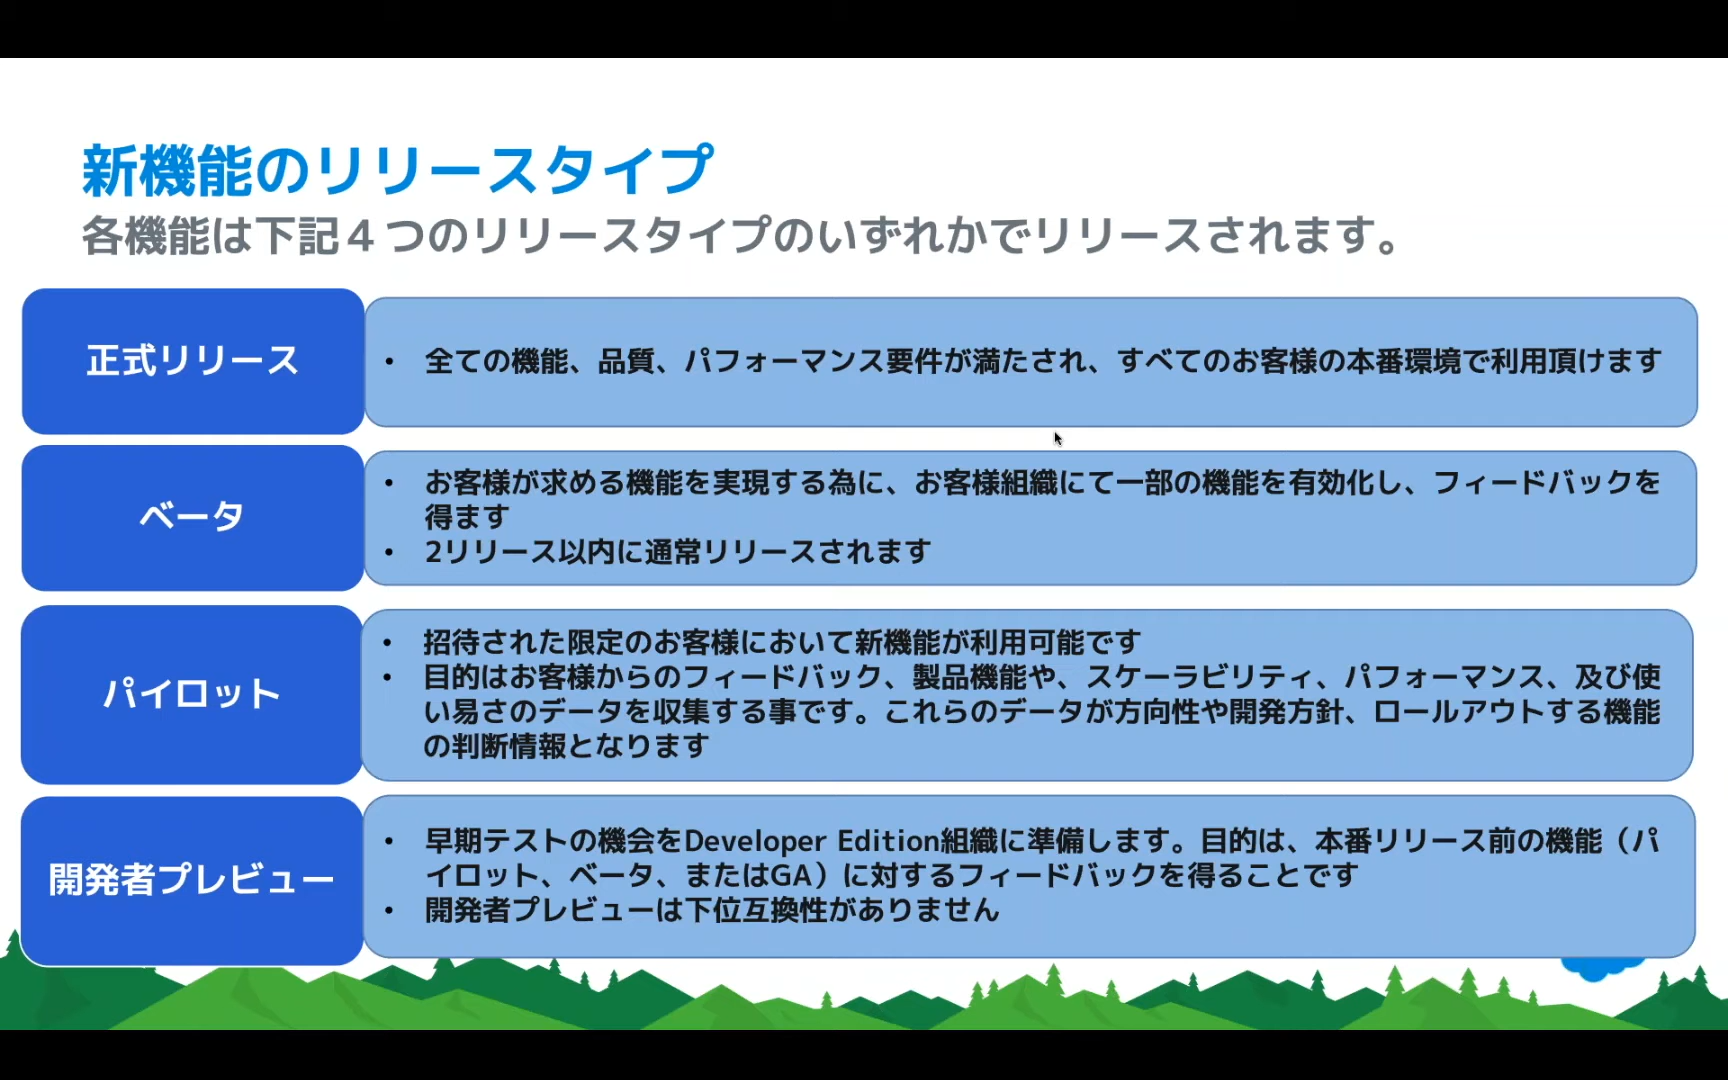 新機能のリリースタイプ
各機能は下記４つのリリースタイプのいずれかでリリースされます。
正式リリース
• 全ての機能、品質、パフォーマンス要件が満たされ、すべてのお客様の本番環境で利用頂けます
ベータ
• お客様が求める機能を実現する為に、お客様組織にて一部の機能を有効化し、フィードバックを
得ます
• 2リリース以内に通常リリースされます
パイロット
• 招待された限定のお客様において新機能が利用可能です
• 目的はお客様からのフィードバック、製品機能や、スケーラビリティ、パフォーマンス、及び使
い易さのデータを収集する事です。これらのデータが方向性や開発方針、ロールアウトする機能
の判断情報となります
開発者プレビュー
• 早期テストの機会をDeveloper Edition組織に準備します。目的は、本番リリース前の機能（パ
イロット、ベータ、またはGA）に対するフィードバックを得ることです
• 開発者プレビューは下位互換性がありません